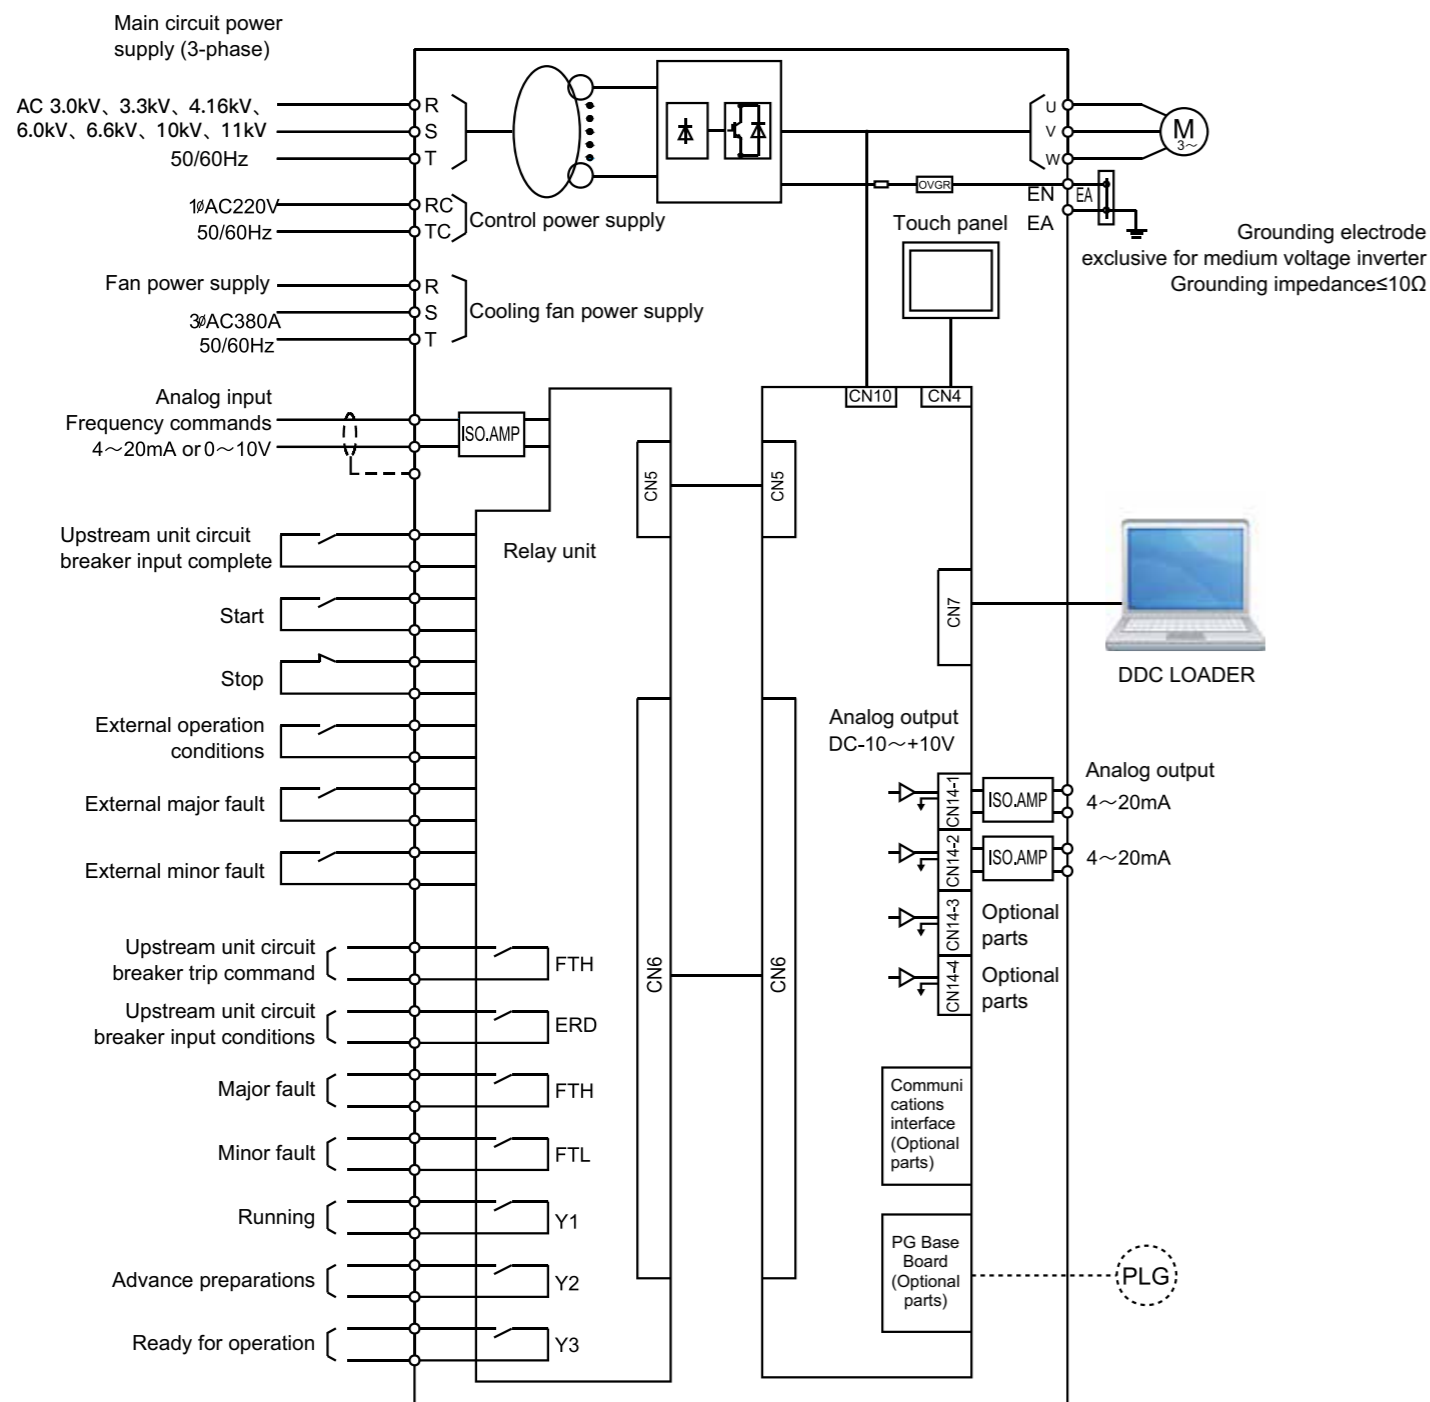 Main circuit power
supply (3-phase)
AC 3.0kV、3.3kV、4.16kV、
6.0kV、6.6kV、10kV、11kV
50/60Hz
R
S
T
U
V
W
M
3～
OVGR
EN
EA
EA
1øAC220V
50/60Hz
RC
TC
Control power supply
Touch panel
Grounding electrode
exclusive for medium voltage inverter
Grounding impedance≤10Ω
Fan power supply
3øAC380A
50/60Hz
R
S
T
Cooling fan power supply
CN10
CN4
Analog input
Frequency commands
4～20mA or 0～10V
ISO.AMP
CN5
CN5
Upstream unit circuit
breaker input complete
Relay unit
Start
CN7
Stop
DDC LOADER
External operation
conditions
Analog output
DC-10～+10V
External major fault
CN14-1
ISO.AMP
Analog output
4～20mA
External minor fault
CN14-2
ISO.AMP
4～20mA
CN14-3
Optional
parts
CN14-4
Optional
parts
Upstream unit circuit
breaker trip command
FTH
CN6
CN6
Upstream unit circuit
breaker input conditions
ERD
Major fault
FTH
Communi
cations
interface
(Optional
parts)
Minor fault
FTL
Running
Y1
PG Base
Board
(Optional
parts)
PLG
Advance preparations
Y2
Ready for operation
Y3